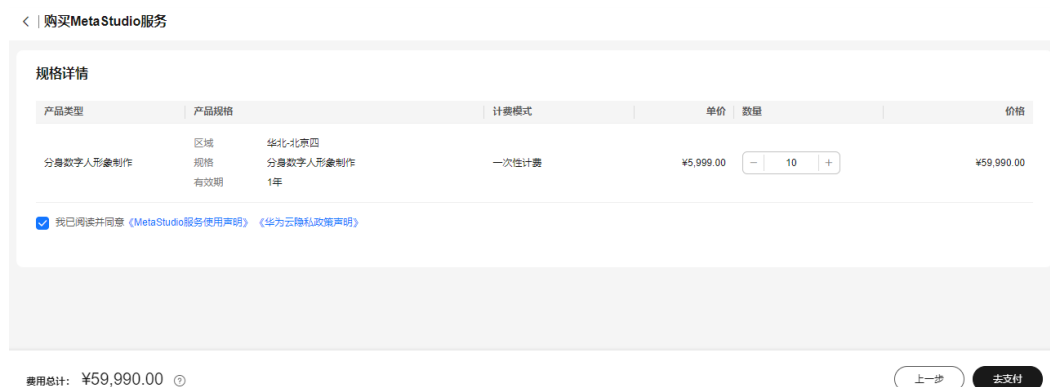 购买MetaStudio服务
规格详情
产品类型 产品规格 计费模式 单价 数量 价格
区域 华北-北京四
分身数字人形象制作 规格 分身数字人形象制作 一次性计费 ¥5,999.00 - 10 + ¥59,990.00
有效期 1年
我已阅读并同意《MetaStudio服务使用声明》 《华为云隐私政策声明》
费用总计: ¥59,990.00 ? 上一步 去支付